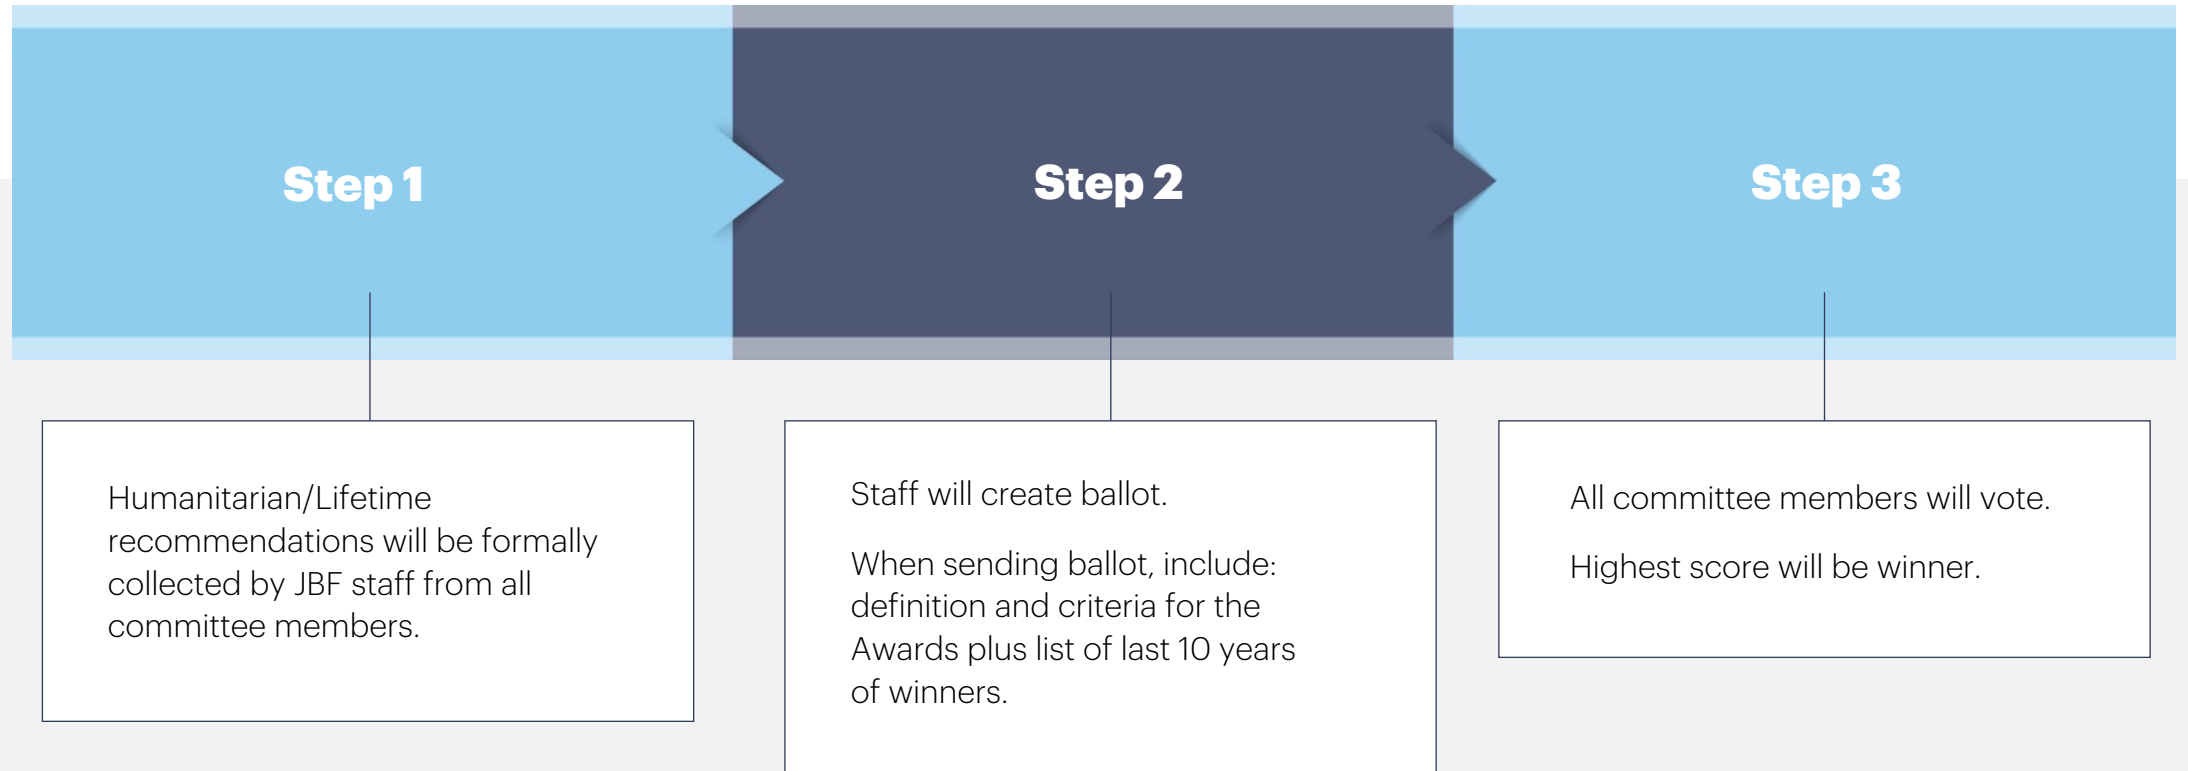 Step 1
Step 2
Step 3
Humanitarian/Lifetime
recommendations will be formally
collected by JBF staff from all
committee members.
Staff will create ballot.
When sending ballot, include:
definition and criteria for the
Awards plus list of last 10 years
of winners.
All committee members will vote.
Highest score will be winner.